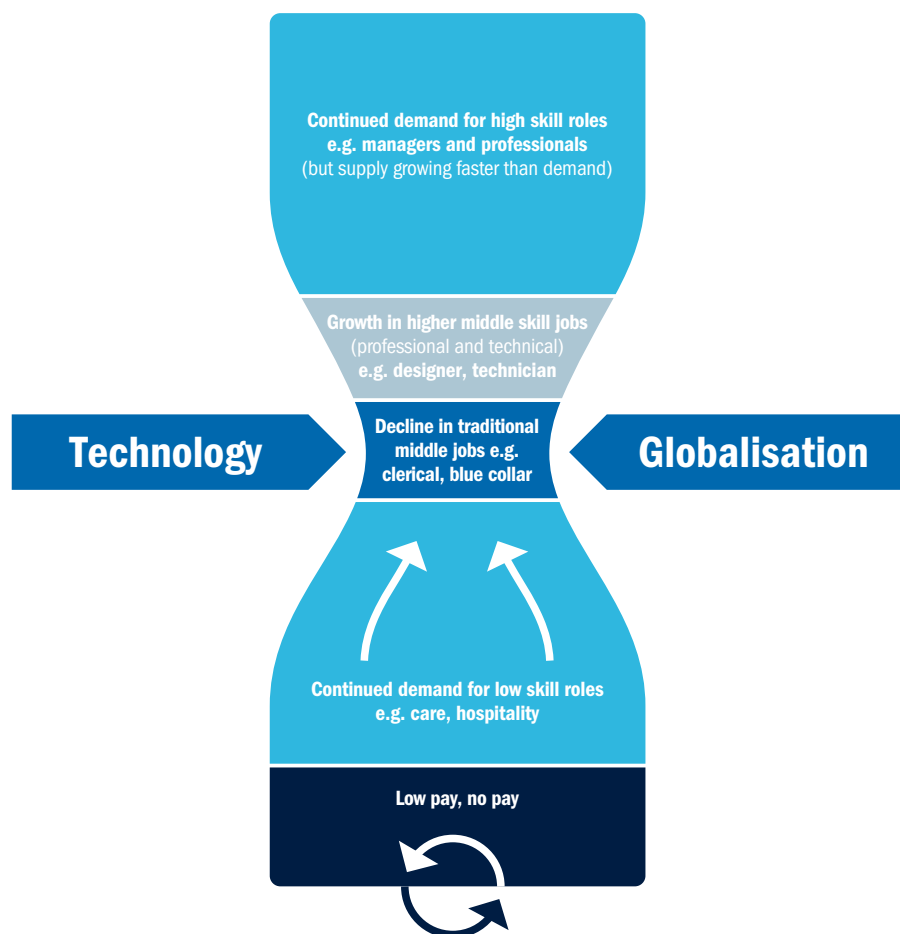 Continued demand for high skill roles
e.g. managers and professionals
(but supply growing faster than demand)
Growth in higher middle skill jobs
(professional and technical)
e.g. designer, technician
Technology
Decline in traditional
middle jobs e.g.
clerical, blue collar
Globalisation
Continued demand for low skill roles
e.g. care, hospitality
Low pay, no pay